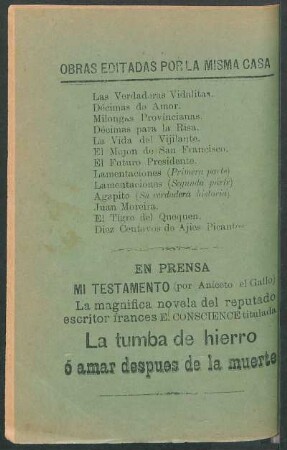 OBRAS EDITADAS POR LA MISMA CASA
Las Verdaderas Vidalitas.
Décimas de Amor.
Milongas Provincianas.
Décimas para la Risa.
La Vida del Vijilante.
El Mejon de San Francisco.
El Futuro Presidente.
Lamentaciones (Primera parte)
Lamentaciones (Segunda parte)
Agapito (Su verdadera historia)
Juan Moreira.
El Tigre del Quequen.
Diez Centavos de Ajies Picantes
EN PRENSA
MI TESTAMENTO (por Aniceto el Gallo)
La magnifica novela del reputado
escritor frances E. CONSCIENCE titulada
La tumba de hierro
ó amar despues de la muerte